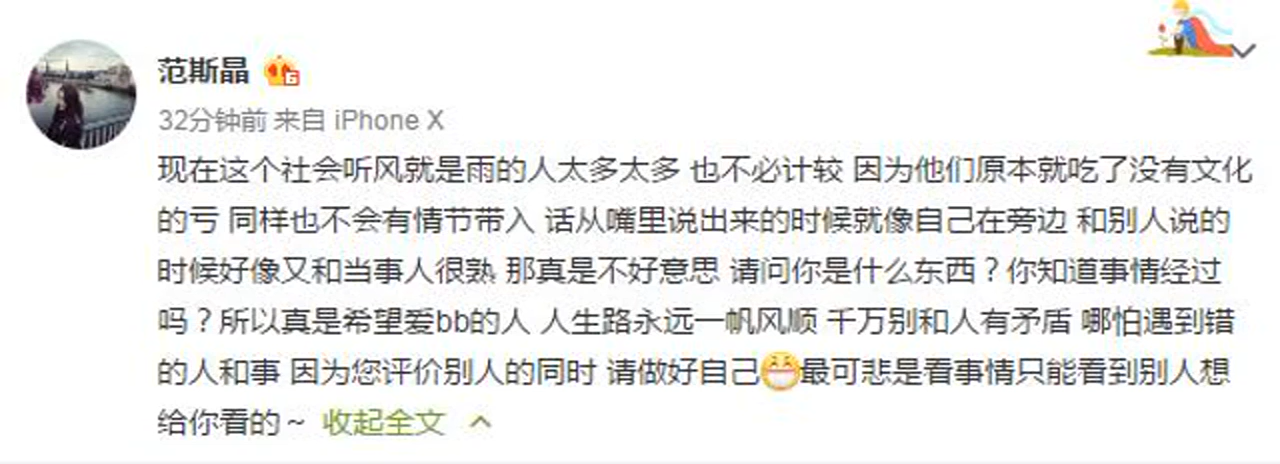 范斯晶
32分钟前 来自 iPhone X
现在这个社会听风就是雨的人太多太多 也不必计较 因为他们原本就吃了没有文化
的亏 同样也不会有情节带入 话从嘴里说出来的时候就像自己在旁边 和别人说的
时候好像又和当事人很熟 那真是不好意思 请问你是什么东西？你知道事情经过
吗？所以真是希望爱bb的人 人生路永远一帆风顺 千万别和人有矛盾 哪怕遇到错
的人和事 因为您评价别人的同时 请做好自己😷最可悲是看事情只能看到别人想
给你看的～ 收起全文